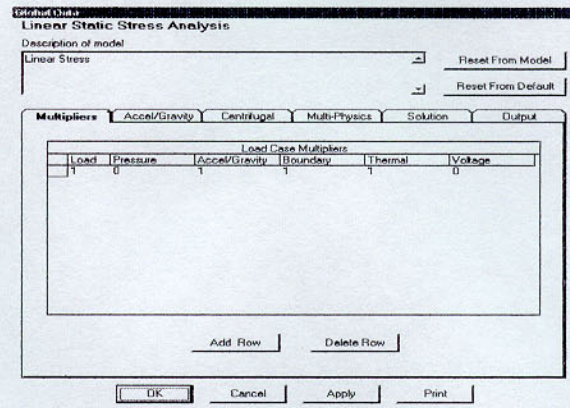 Global Data
Linear Static Stress Analysis
Description of model
Linear Stress
Reset From Model
Reset From Default
Multipliers Accel/Gravity Centrifugal Multi-Physics Solution Output
Load Case Multipliers
Load Pressure Accel/Gravity Boundary Thermal Voltage
1 0 1 1 1 0
Add Row Delete Row
OK Cancel Apply Print